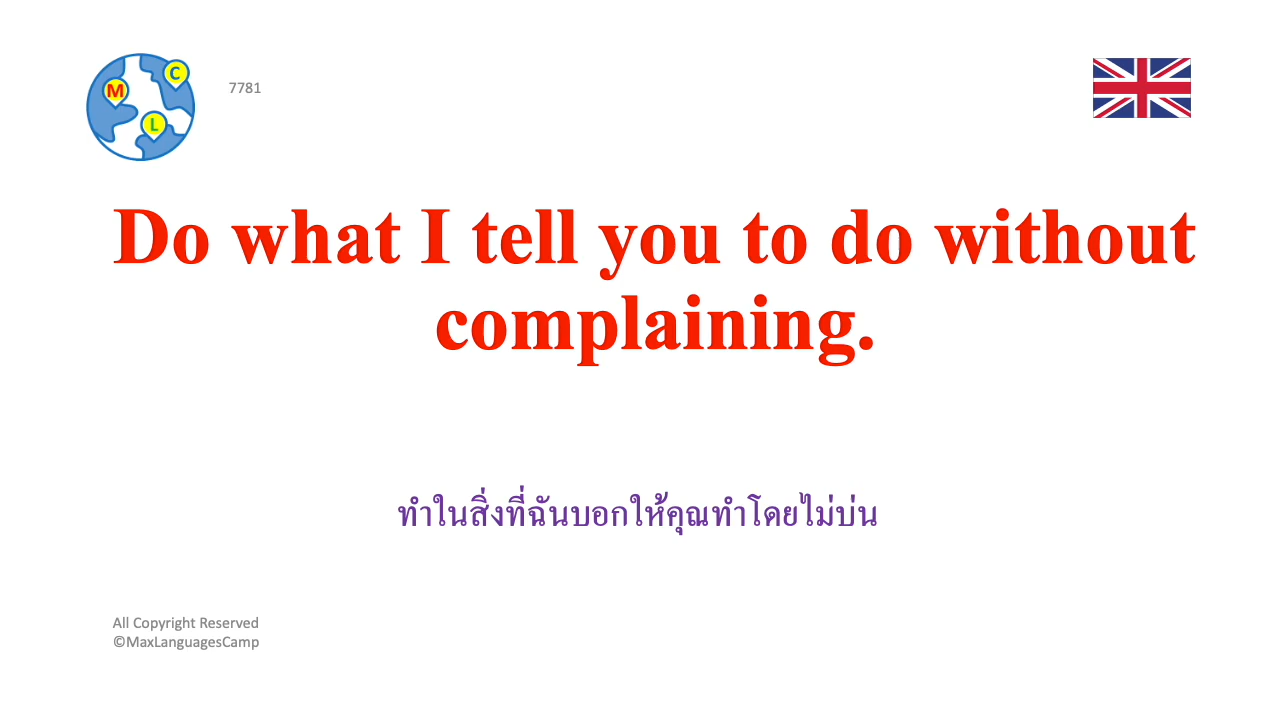 C
M
L
7781
Do what I tell you to do without
complaining.
ทำในสิ่งที่ฉันบอกให้คุณทำโดยไม่บ่น
All Copyright Reserved
©MaxLanguagesCamp